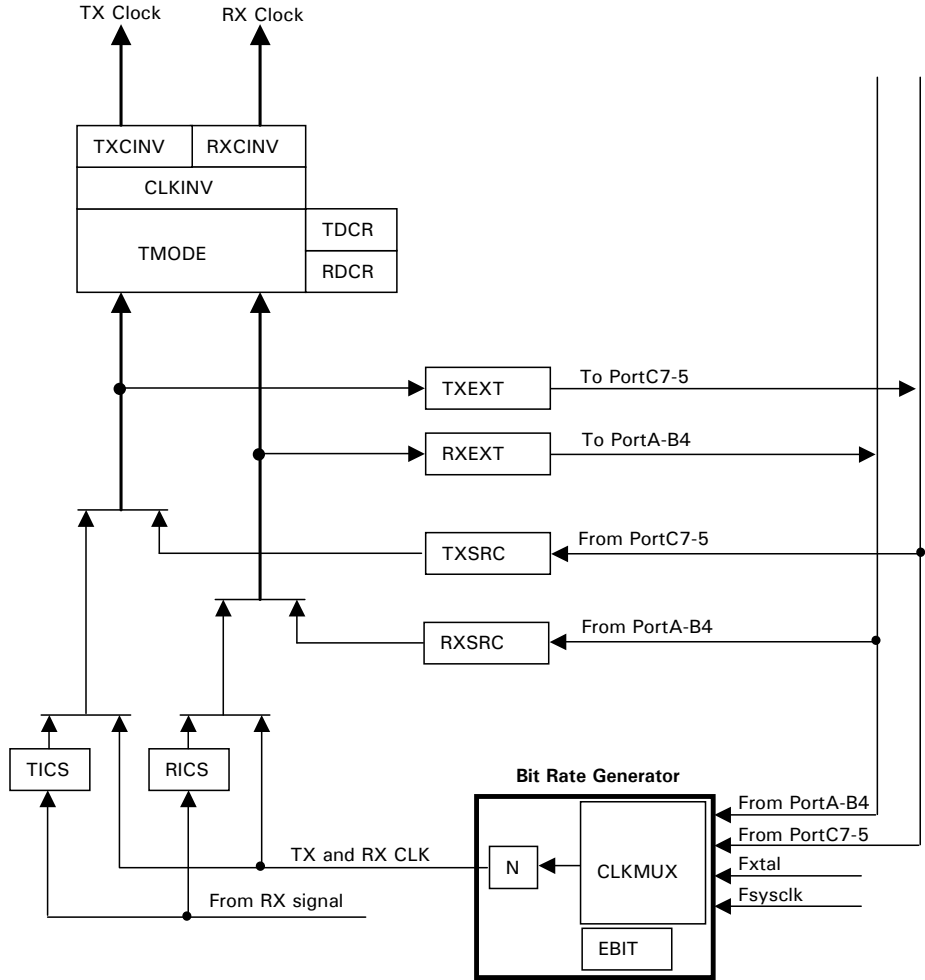 TX Clock
RX Clock
TXCINV
RXCINV
CLKINV
TMODE
TDCR
RDCR
TXEXT
To PortC7-5
RXEXT
To PortA-B4
TXSRC
From PortC7-5
RXSRC
From PortA-B4
TICS
RICS
Bit Rate Generator
From PortA-B4
From PortC7-5
TX and RX CLK
N
CLKMUX
Fxtal
From RX signal
Fsysclk
EBIT